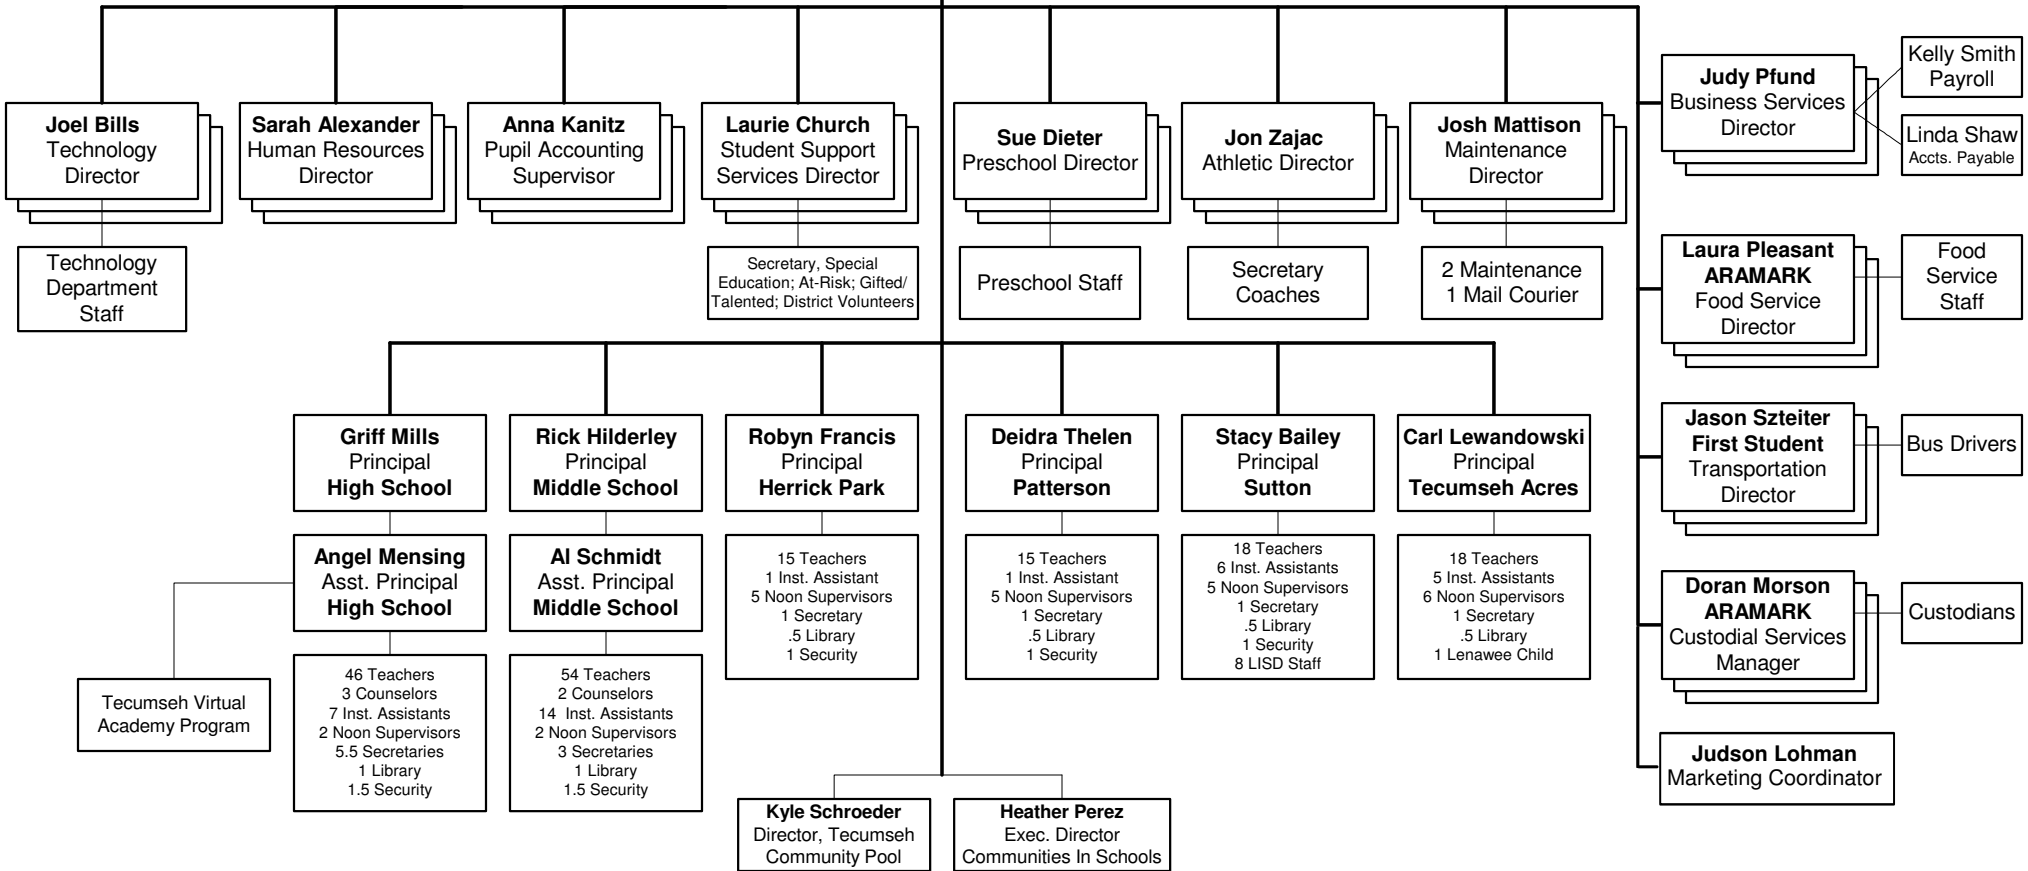 Joel Bills
Technology
Director
Sarah Alexander
Human Resources
Director
Anna Kanitz
Pupil Accounting
Supervisor
Laurie Church
Student Support
Services Director
Sue Dieter
Preschool Director
Jon Zajac
Athletic Director
Josh Mattison
Maintenance
Director
Judy Pfund
Business Services
Director
Kelly Smith
Payroll
Linda Shaw
Accts. Payable
Technology
Department
Staff
Secretary, Special
Education; At-Risk; Gifted/
Talented; District Volunteers
Preschool Staff
Secretary
Coaches
2 Maintenance
1 Mail Courier
Laura Pleasant
ARAMARK
Food Service
Director
Food
Service
Staff
Griff Mills
Principal
High School
Rick Hilderley
Principal
Middle School
Robyn Francis
Principal
Herrick Park
Deidra Thelen
Principal
Patterson
Stacy Bailey
Principal
Sutton
Carl Lewandowski
Principal
Tecumseh Acres
Jason Szteiter
First Student
Transportation
Director
Bus Drivers
Angel Mensing
Asst. Principal
High School
Al Schmidt
Asst. Principal
Middle School
15 Teachers
1 Inst. Assistant
5 Noon Supervisors
1 Secretary
.5 Library
1 Security
15 Teachers
1 Inst. Assistant
5 Noon Supervisors
1 Secretary
.5 Library
1 Security
18 Teachers
6 Inst. Assistants
5 Noon Supervisors
1 Secretary
.5 Library
1 Security
8 LISD Staff
18 Teachers
5 Inst. Assistants
6 Noon Supervisors
1 Secretary
.5 Library
1 Lenawee Child
Doran Morson
ARAMARK
Custodial Services
Manager
Custodians
Tecumseh Virtual
Academy Program
46 Teachers
3 Counselors
7 Inst. Assistants
2 Noon Supervisors
5.5 Secretaries
1 Library
1.5 Security
54 Teachers
2 Counselors
14 Inst. Assistants
2 Noon Supervisors
3 Secretaries
1 Library
1.5 Security
Judson Lohman
Marketing Coordinator
Kyle Schroeder
Director, Tecumseh
Community Pool
Heather Perez
Exec. Director
Communities In Schools